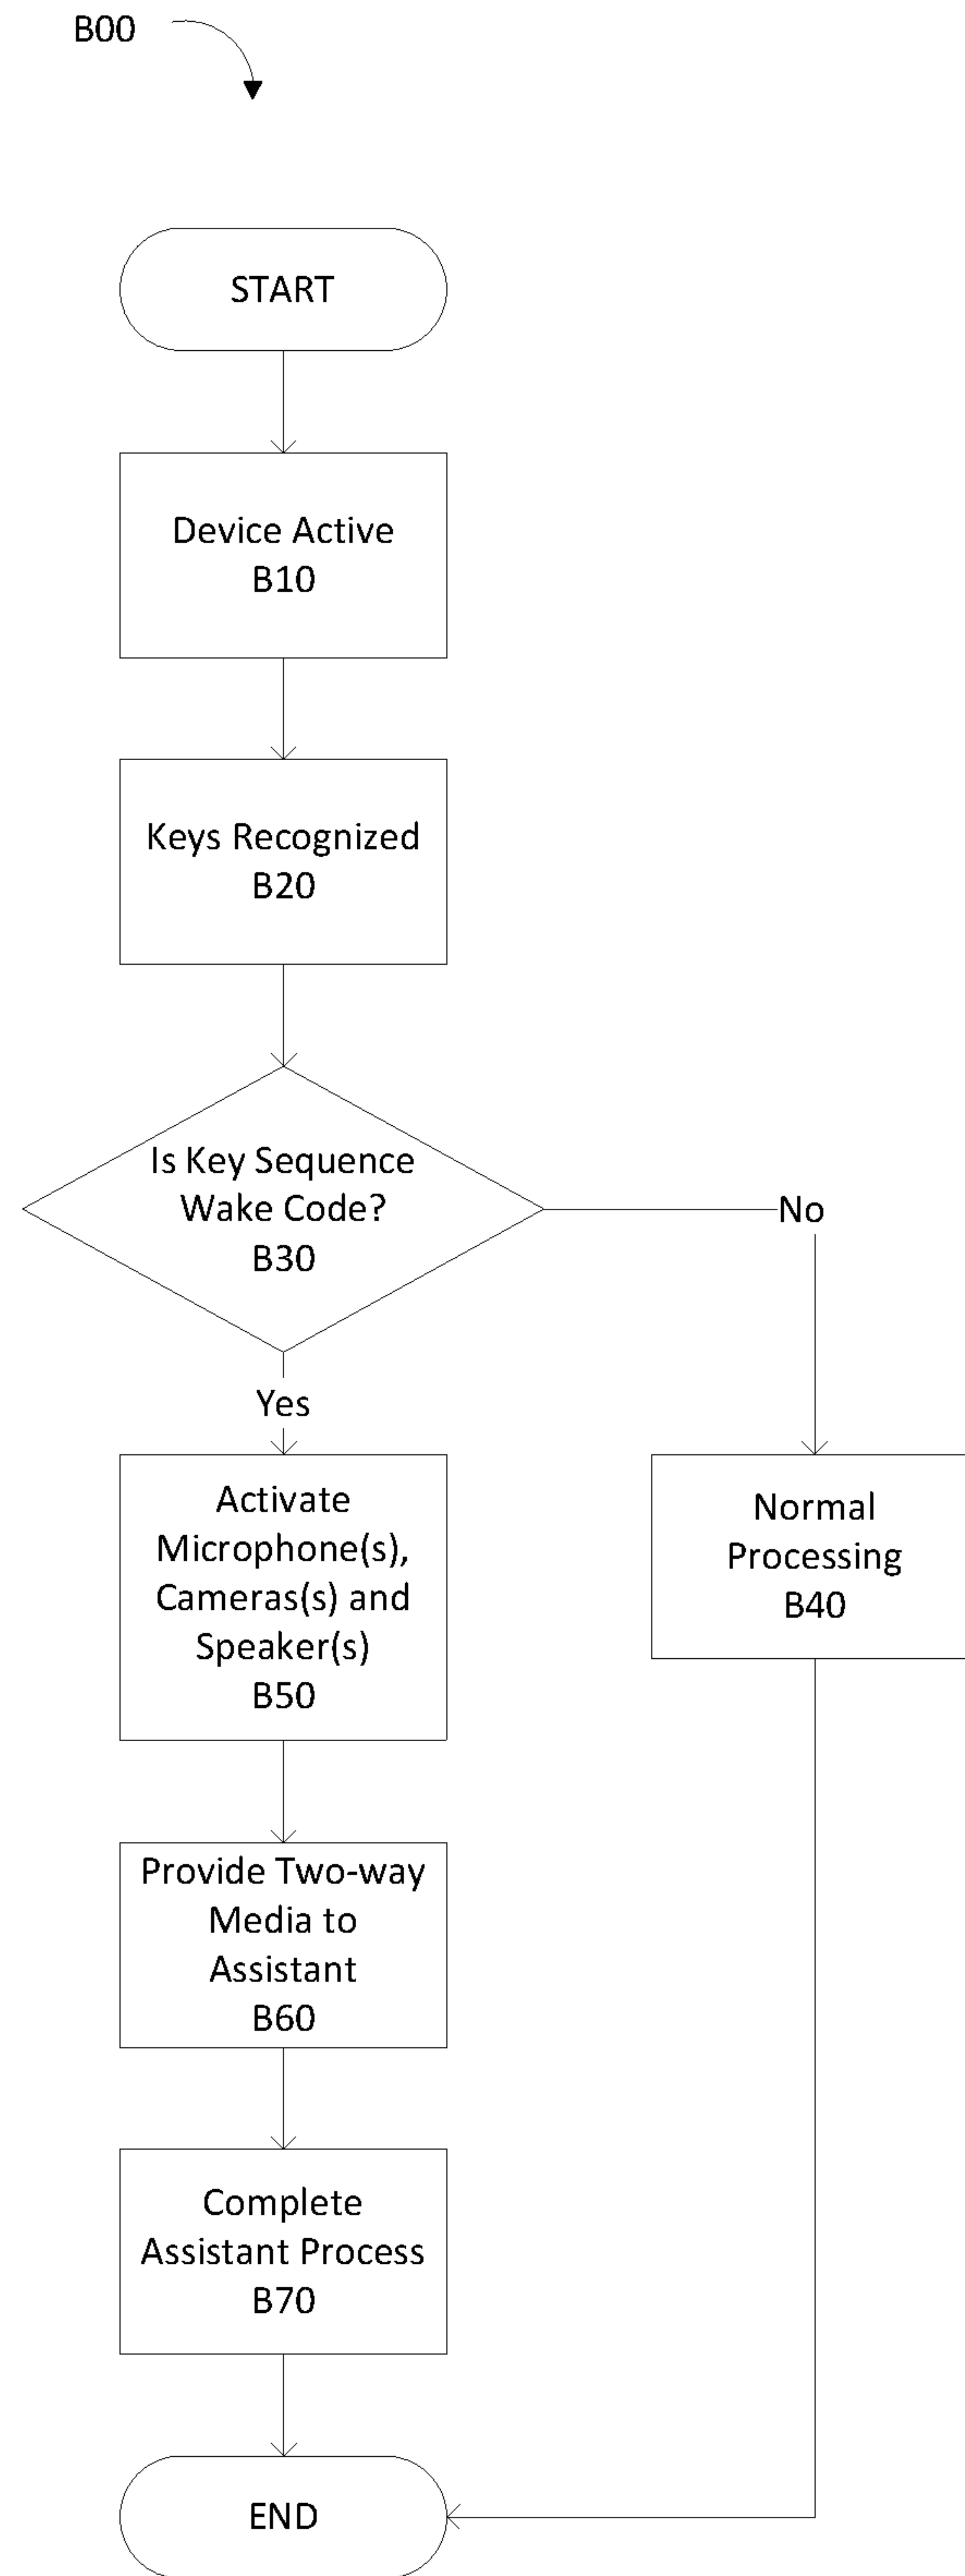 B00
START
Device Active
B10
Keys Recognized
B20
Is Key Sequence
Wake Code?
B30
No
Yes
Activate
Microphone(s),
Cameras(s) and
Speaker(s)
B50
Normal
Processing
B40
Provide Two-way
Media to
Assistant
B60
Complete
Assistant Process
B70
END